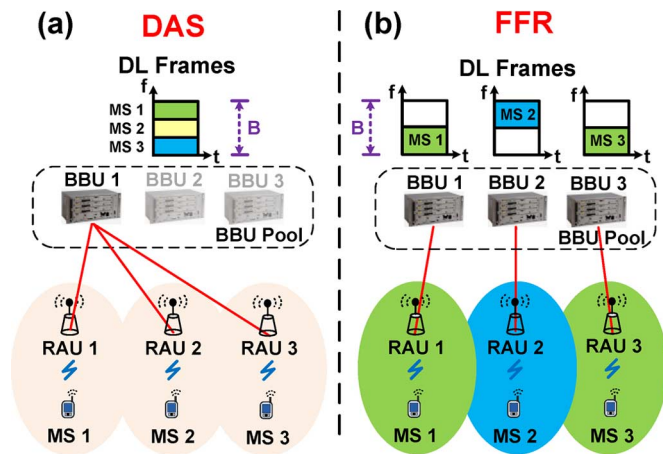 (a) DAS
DL Frames
f
MS 1
MS 2
MS 3
B
t
BBU 1 BBU 2 BBU 3
BBU Pool
RAU 1 RAU 2 RAU 3
MS 1 MS 2 MS 3
(b) FFR
DL Frames
f f f
B
MS 1 MS 2 MS 3
t t t
BBU 1 BBU 2 BBU 3
BBU Pool
RAU 1 RAU 2 RAU 3
MS 1 MS 2 MS 3